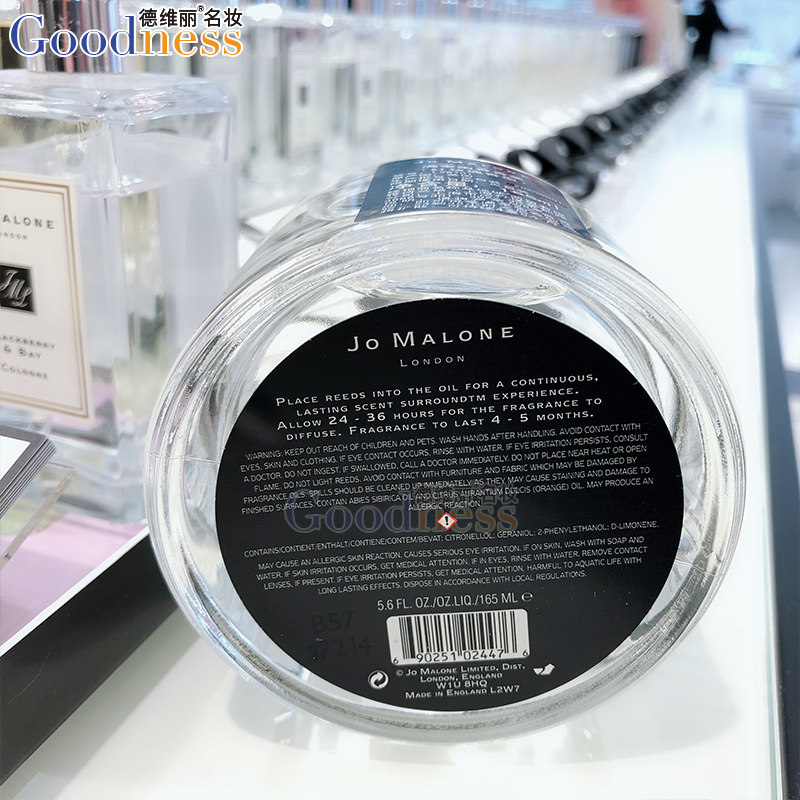 德维丽®名妆
Goodness
MALONE
LONDON
JML
BLACKBERRY
& BAY
COLOGNE
JO MALONE
LONDON
PLACE REEDS INTO THE OIL FOR A CONTINUOUS,
LASTING SCENT SURROUNDTM EXPERIENCE.
ALLOW 24 - 36 HOURS FOR THE FRAGRANCE TO
DIFFUSE. FRAGRANCE TO LAST 4 - 5 MONTHS.
WARNING: KEEP OUT REACH OF CHILDREN AND PETS. WASH HANDS AFTER HANDLING. AVOID CONTACT WITH
EYES, SKIN AND CLOTHING. IF EYE CONTACT OCCURS, RINSE WITH WATER. IF EYE IRRITATION PERSISTS, CONSULT
A DOCTOR. DO NOT INGEST. IF SWALLOWED, CALL A DOCTOR IMMEDIATELY. DO NOT PLACE NEAR HEAT OR OPEN
FLAME. DO NOT LIGHT REEDS. AVOID CONTACT WITH FURNITURE AND FABRIC WHICH MAY BE DAMAGED BY
FRAGRANCE OILS. SPILLS SHOULD BE CLEANED UP IMMEDIATELY AS THEY MAY CAUSE STAINING AND DAMAGE TO
FINISHED SURFACES. CONTAIN ABIES SIBIRICA OIL AND CITRUS AURANTIUM DULCIS (ORANGE) OIL. MAY PRODUCE AN
ALLERGIC REACTION.
Goodness
CONTAINS/CONTIENT/ENTHALT/CONTIENE/CONTEM/BEVAT: CITRONELLOL; GERANIOL; 2-PHENYLETHANOL; D-LIMONENE.
MAY CAUSE AN ALLERGIC SKIN REACTION. CAUSES SERIOUS EYE IRRITATION. IF ON SKIN, WASH WITH SOAP AND
WATER. IF SKIN IRRITATION OCCURS, GET MEDICAL ATTENTION. IF IN EYES, RINSE WITH WATER. REMOVE CONTACT
LENSES, IF PRESENT. IF EYE IRRITATION PERSISTS, GET MEDICAL ATTENTION. HARMFUL TO AQUATIC LIFE WITH
LONG LASTING EFFECTS. DISPOSE IN ACCORDANCE WITH LOCAL REGULATIONS.
5.6 FL. OZ./OZ.LIQ./165 ML ℮
B57
6 90251 02447 6
© JO MALONE LIMITED, DIST.
LONDON, ENGLAND
W1U 8HQ
MADE IN ENGLAND L2W7